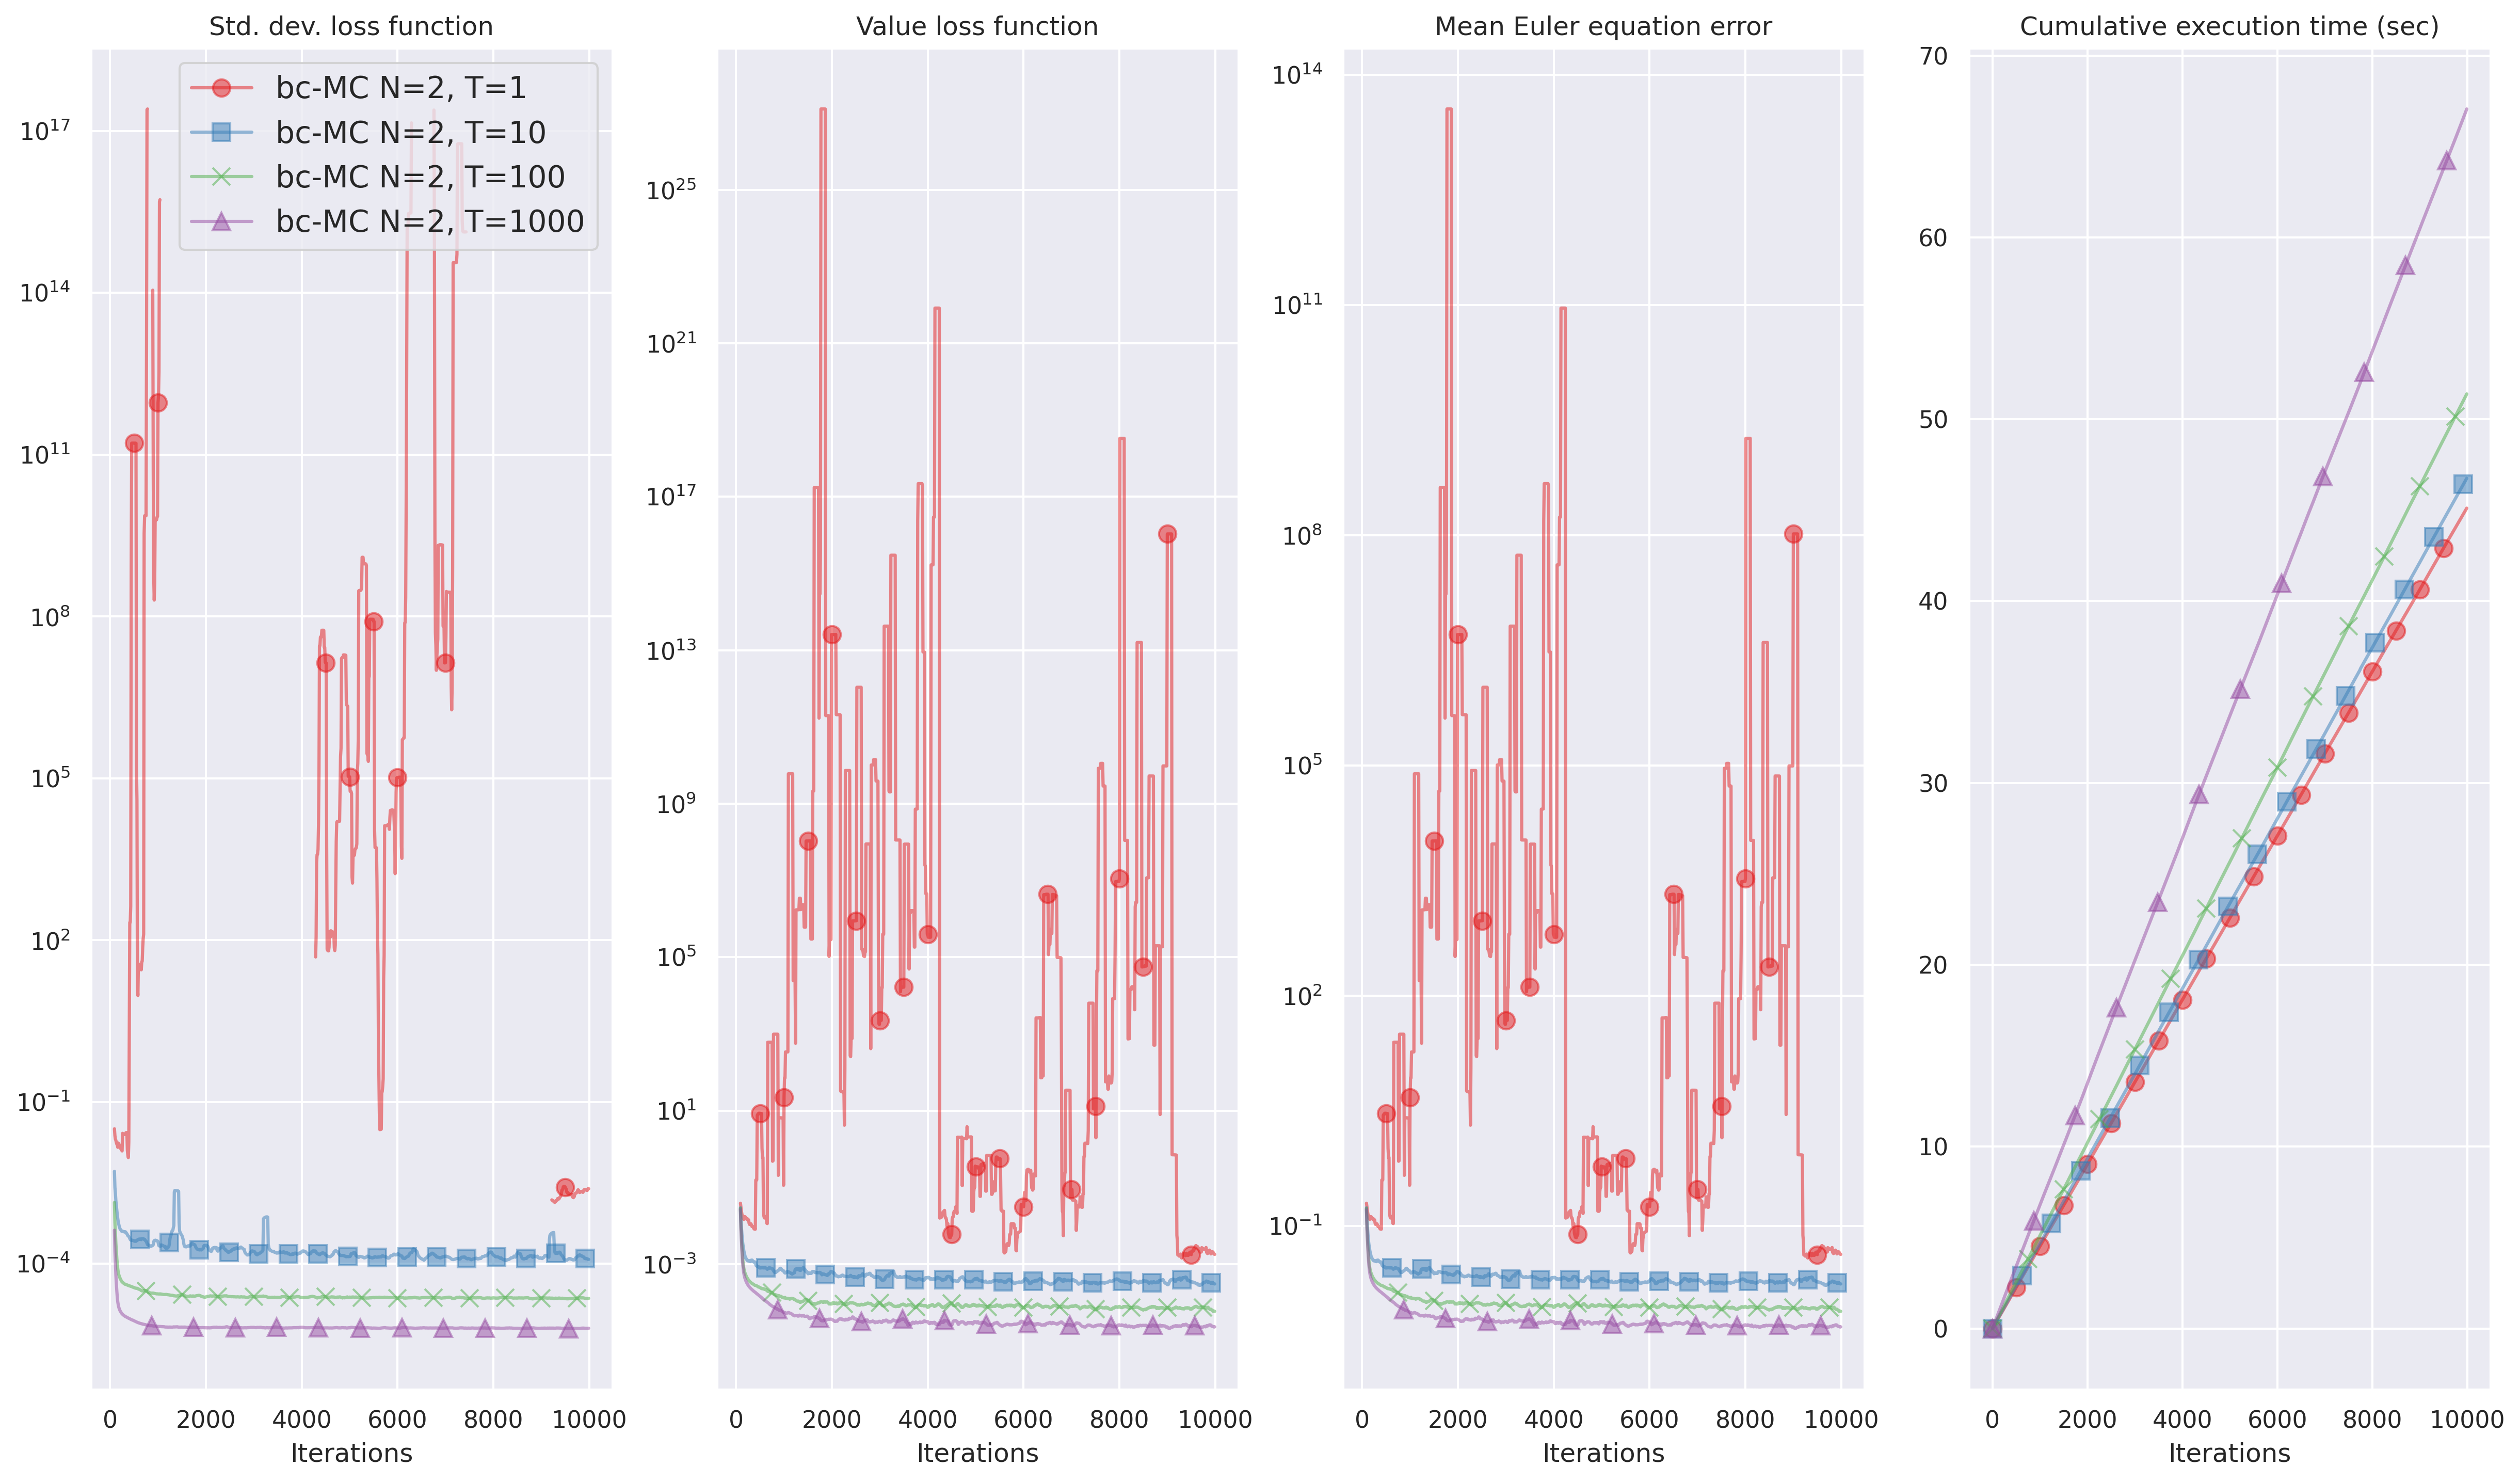 Std. dev. loss function
10^17
10^14
10^11
10^8
10^5
10^2
10^−1
10^−4
0 2000 4000 6000 8000 10000
Iterations
bc-MC N=2, T=1
bc-MC N=2, T=10
bc-MC N=2, T=100
bc-MC N=2, T=1000
Value loss function
10^25
10^21
10^17
10^13
10^9
10^5
10^1
10^−3
0 2000 4000 6000 8000 10000
Iterations
Mean Euler equation error
10^14
10^11
10^8
10^5
10^2
10^−1
0 2000 4000 6000 8000 10000
Iterations
Cumulative execution time (sec)
70
60
50
40
30
20
10
0
0 2000 4000 6000 8000 10000
Iterations